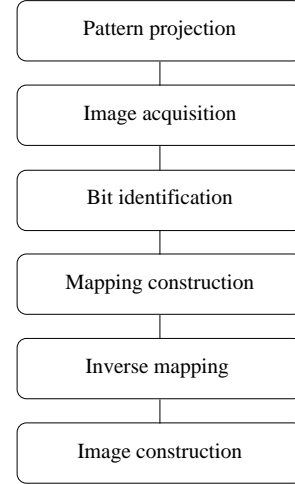 Pattern projection
Image acquisition
Bit identification
Mapping construction
Inverse mapping
Image construction